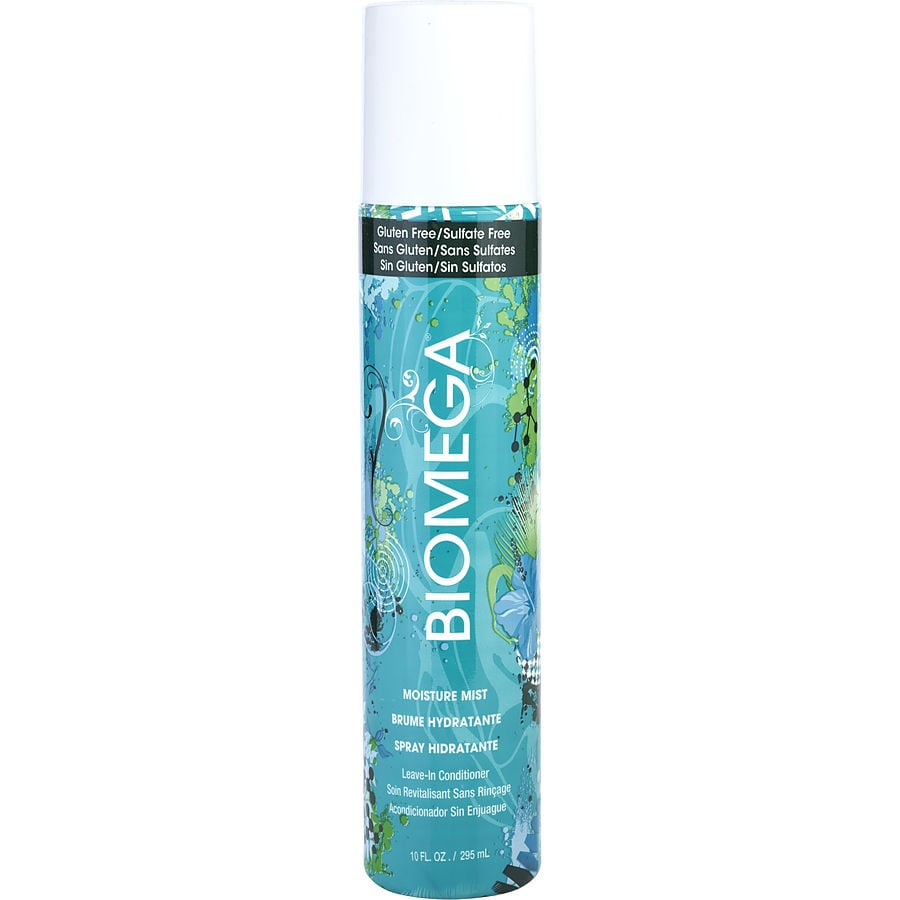 Gluten Free/Sulfate Free
Sans Gluten/Sans Sulfates
Sin Gluten/Sin Sulfatos
BIOMEGA®
MOISTURE MIST
BRUME HYDRATANTE
SPRAY HIDRATANTE
Leave-In Conditioner
Soin Revitalisant Sans Rinçage
Acondicionador Sin Enjuague
10 FL. OZ. / 295 mL